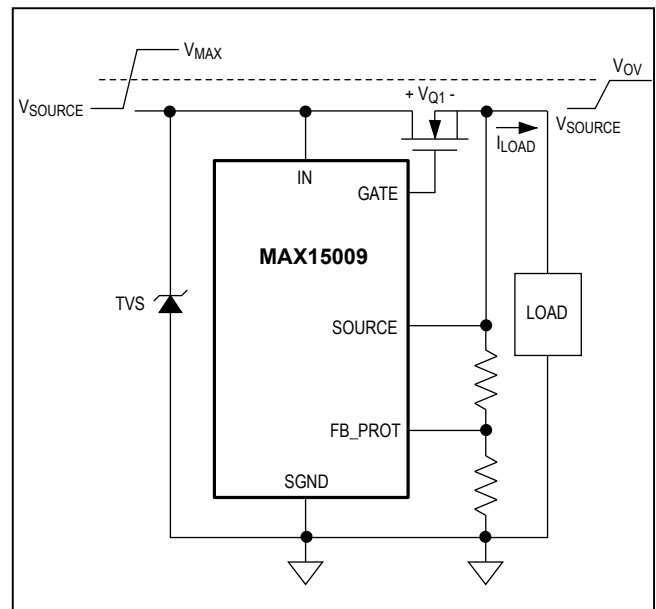 VMAX
VOV
VSOURCE
+ VQ1 -
VSOURCE
ILOAD
IN
GATE
MAX15009
TVS
LOAD
SOURCE
FB_PROT
SGND